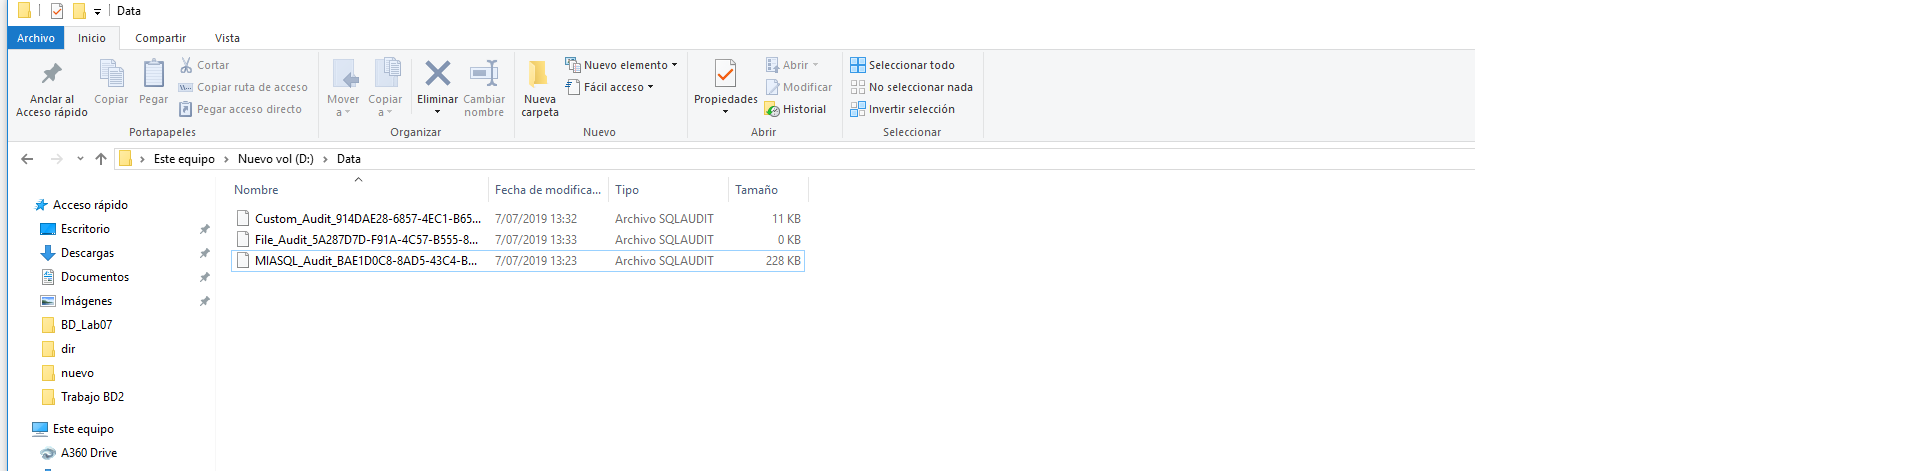 Data
Archivo Inicio Compartir Vista
Anclar al
Acceso rápido
Copiar
Pegar
Cortar
Copiar ruta de acceso
Pegar acceso directo
Portapapeles
Mover
a
Copiar
a
Eliminar
Cambiar
nombre
Organizar
Nueva
carpeta
Nuevo elemento
Fácil acceso
Nuevo
Propiedades
Abrir
Modificar
Historial
Abrir
Seleccionar todo
No seleccionar nada
Invertir selección
Seleccionar
Este equipo > Nuevo vol (D:) > Data
Acceso rápido
Escritorio
Descargas
Documentos
Imágenes
BD_Lab07
dir
nuevo
Trabajo BD2
Este equipo
A360 Drive
Nombre Fecha de modifica... Tipo Tamaño
Custom_Audit_914DAE28-6857-4EC1-B65... 7/07/2019 13:32 Archivo SQLAUDIT 11 KB
File_Audit_5A287D7D-F91A-4C57-B555-8... 7/07/2019 13:33 Archivo SQLAUDIT 0 KB
MIASQL_Audit_BAE1D0C8-8AD5-43C4-B... 7/07/2019 13:23 Archivo SQLAUDIT 228 KB